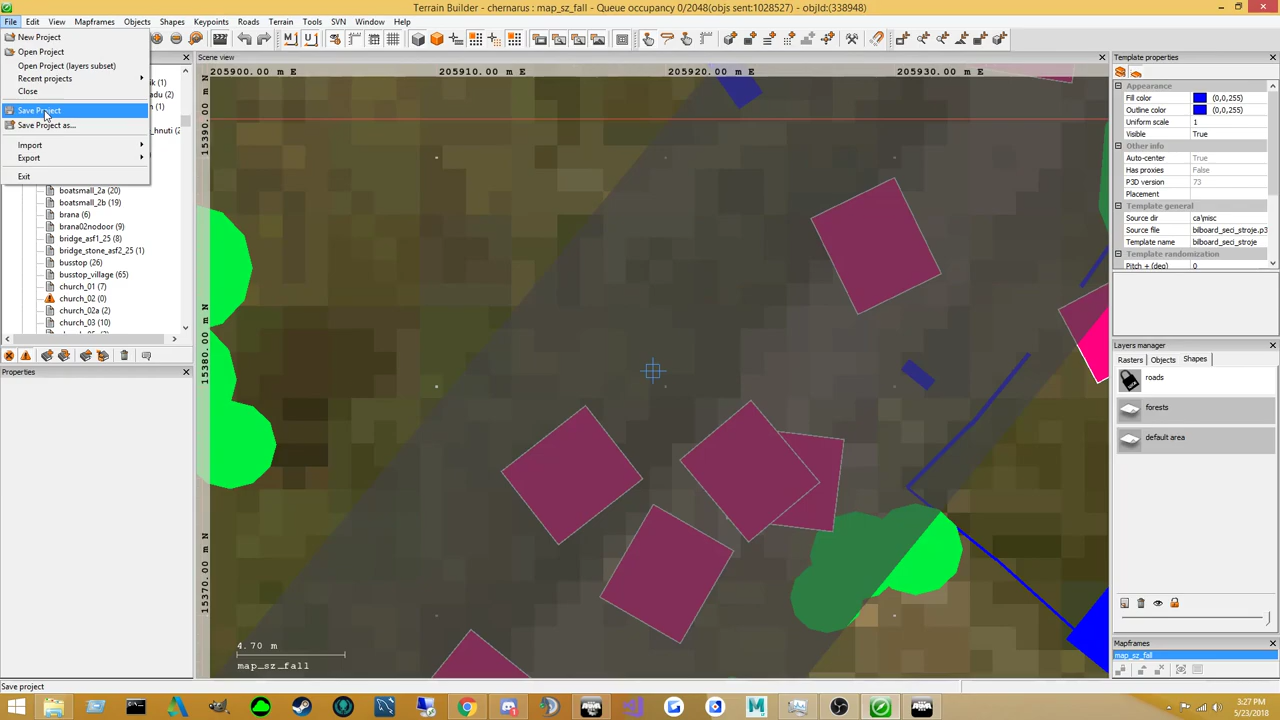 Terrain Builder - chernarus: map_sz_fall - Queue occupancy 0/2048 (objs sent:1028527) - objId:(338948)
File Edit View Mapframes Objects Shapes Keypoints Roads Terrain Tools SVN Window Help
New Project
Open Project
Open Project (layers subset)
Recent projects
Close
Save Project
Save Project as...
Import
Export
Exit
boatsmall_2a (20)
boatsmall_2b (19)
brana (6)
brana02nodoor (9)
bridge_asf1_25 (8)
bridge_stone_asf2_25 (1)
busstop (26)
busstop_village (65)
church_01 (7)
church_02 (0)
church_02a (2)
church_03 (10)
Properties
Scene view
205900.00 m E
205910.00 m E
205920.00 m E
205930.00 m E
15390.00 m N
15380.00 m N
15370.00 m N
4.70 m
map_sz_fall
Template properties
Appearance
Fill color (0,0,255)
Outline color (0,0,255)
Uniform scale 1
Visible True
Other info
Auto-center True
Has proxies False
P3D version 73
Placement
Template general
Source dir ca\misc
Source file bilboard_seci_stroje.p3
Template name bilboard_seci_stroje
Template randomization
Pitch + (deg) 0
Layers manager
Rasters Objects Shapes
roads
forests
default area
Mapframes
map_sz_fall
Save project
3:27 PM
5/23/2018